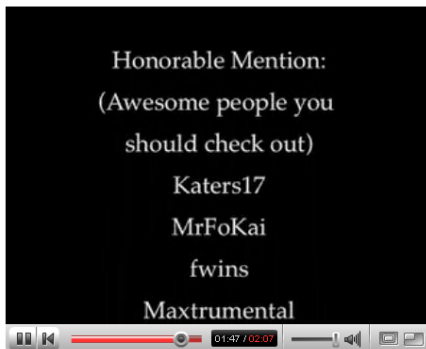 Honorable Mention:
(Awesome people you
should check out)
Katers17
MrFoKai
fwins
Maxtrumental
01:47 / 02:07